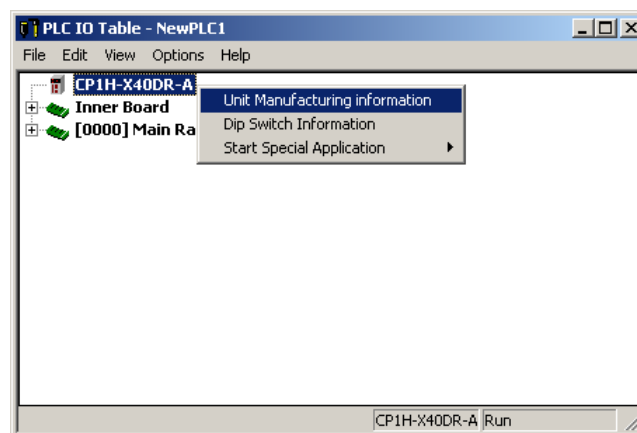 PLC IO Table - NewPLC1
File Edit View Options Help
CP1H-X40DR-A
Inner Board
[0000] Main Ra
Unit Manufacturing information
Dip Switch Information
Start Special Application
CP1H-X40DR-A Run